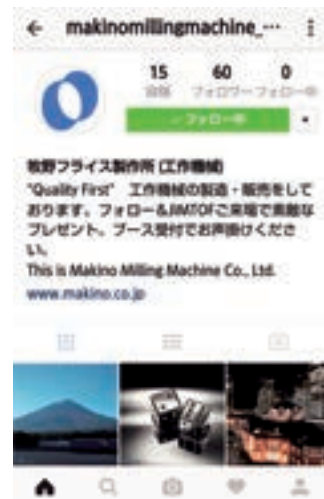 makinomillingmachine_…
15 60 0
投稿 フォロワー フォロー中
フォロー中
牧野フライス製作所 (工作機械)
"Quality First" 工作機械の製造・販売をして
おります。フォロー&JIMTOFご来場で素敵な
プレゼント。ブース受付でお声掛けくださ
い。
This is Makino Milling Machine Co., Ltd.
www.makino.co.jp